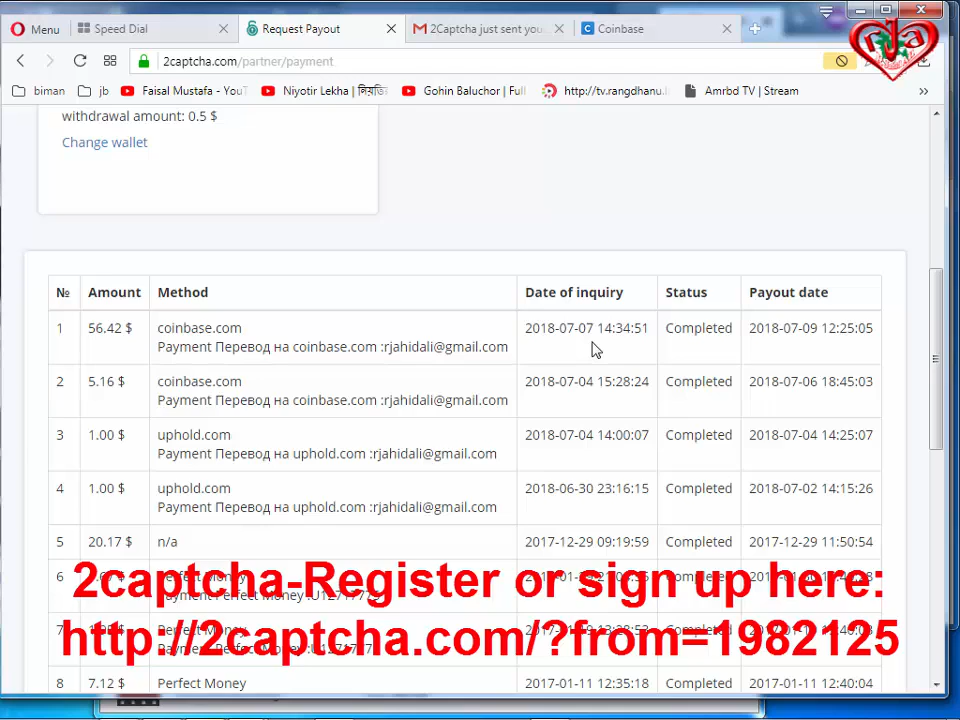 Menu
Speed Dial
Request Payout
2Captcha just sent you
Coinbase
rja
2captcha.com/partner/payment
biman
jb
Faisal Mustafa - You
Niyotir Lekha |
Gohin Baluchor | Full
http://tv.rangdhanu.
Amrbd TV | Stream
»
withdrawal amount: 0.5 $
Change wallet
№ Amount Method Date of inquiry Status Payout date
1 56.42 $ coinbase.com 2018-07-07 14:34:51 Completed 2018-07-09 12:25:05
Payment Перевод на coinbase.com :rjahidali@gmail.com
2 5.16 $ coinbase.com 2018-07-04 15:28:24 Completed 2018-07-06 18:45:03
Payment Перевод на coinbase.com :rjahidali@gmail.com
3 1.00 $ uphold.com 2018-07-04 14:00:07 Completed 2018-07-04 14:25:07
Payment Перевод на uphold.com :rjahidali@gmail.com
4 1.00 $ uphold.com 2018-06-30 23:16:15 Completed 2018-07-02 14:15:26
Payment Перевод на uphold.com :rjahidali@gmail.com
5 20.17 $ n/a 2017-12-29 09:19:59 Completed 2017-12-29 11:50:54
6 Perfect Money Completed
2captcha-Register or sign up here:
Payment Perfect Money
7 Perfect Money Completed
http://2captcha.com/?from=1982125
8 7.12 $ Perfect Money 2017-01-11 12:35:18 Completed 2017-01-11 12:40:04